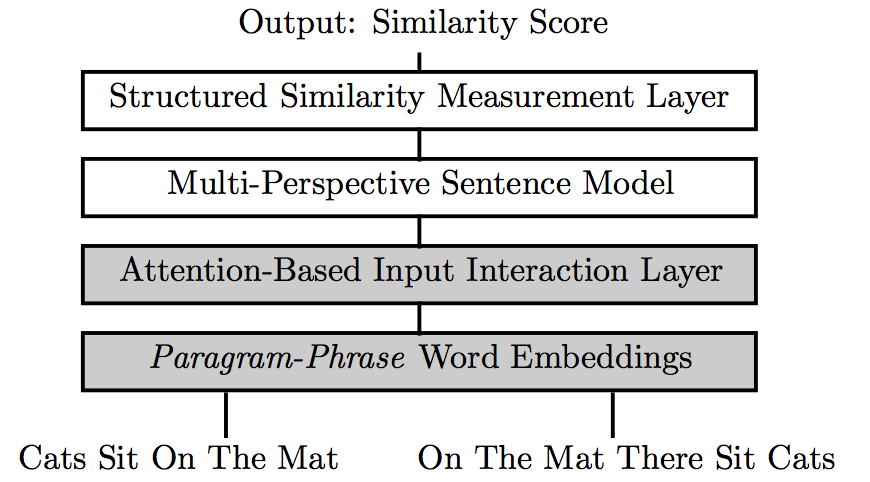 Output: Similarity Score
Structured Similarity Measurement Layer
Multi-Perspective Sentence Model
Attention-Based Input Interaction Layer
Paragram-Phrase Word Embeddings
Cats Sit On The Mat
On The Mat There Sit Cats